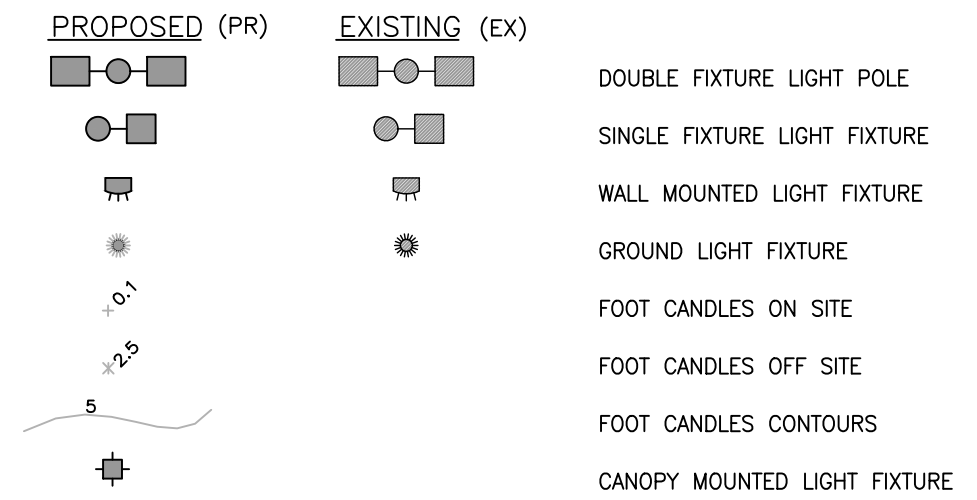 PROPOSED (PR) EXISTING (EX)
DOUBLE FIXTURE LIGHT POLE
SINGLE FIXTURE LIGHT FIXTURE
WALL MOUNTED LIGHT FIXTURE
GROUND LIGHT FIXTURE
0.1 FOOT CANDLES ON SITE
2.5 FOOT CANDLES OFF SITE
5 FOOT CANDLES CONTOURS
CANOPY MOUNTED LIGHT FIXTURE